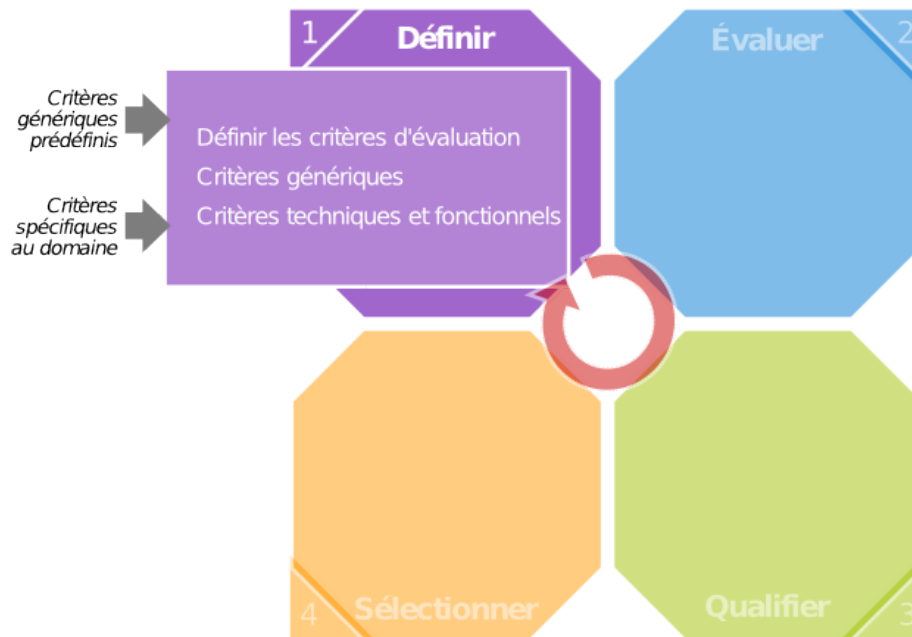 1
Définir
Évaluer
2
Critères
génériques
prédéfinis
Définir les critères d'évaluation
Critères génériques
Critères techniques et fonctionnels
Critères
spécifiques
au domaine
4
Sélectionner
Qualifier
3